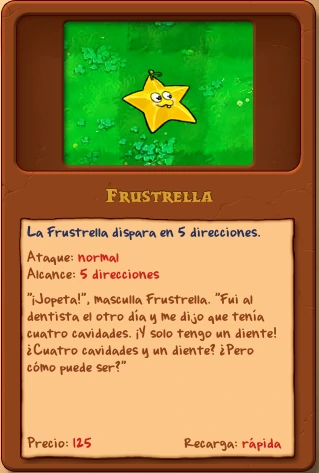 Frustrella
La Frustrella dispara en 5 direcciones.
Ataque: normal
Alcance: 5 direcciones
"¡Jopeta!", masculla Frustrella. "Fui al
dentista el otro día y me dijo que tenía
cuatro cavidades. ¡Y solo tengo un diente!
¿Cuatro cavidades y un diente? ¿Pero
cómo puede ser?"
Precio: 125 Recarga: rápida